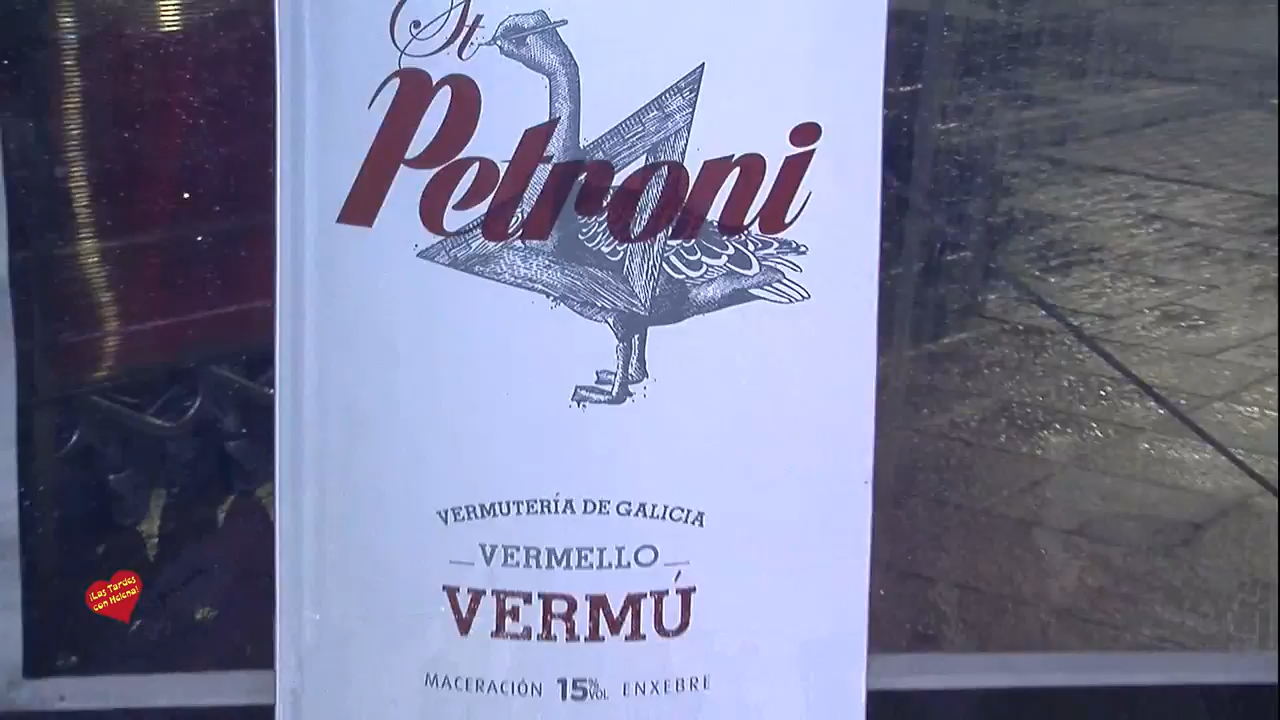 St
Petroni
VERMUTERÍA DE GALICIA
VERMELLO
VERMÚ
MACERACIÓN 15% VOL ENXEBRE
¡Las Tardes
con Helena!